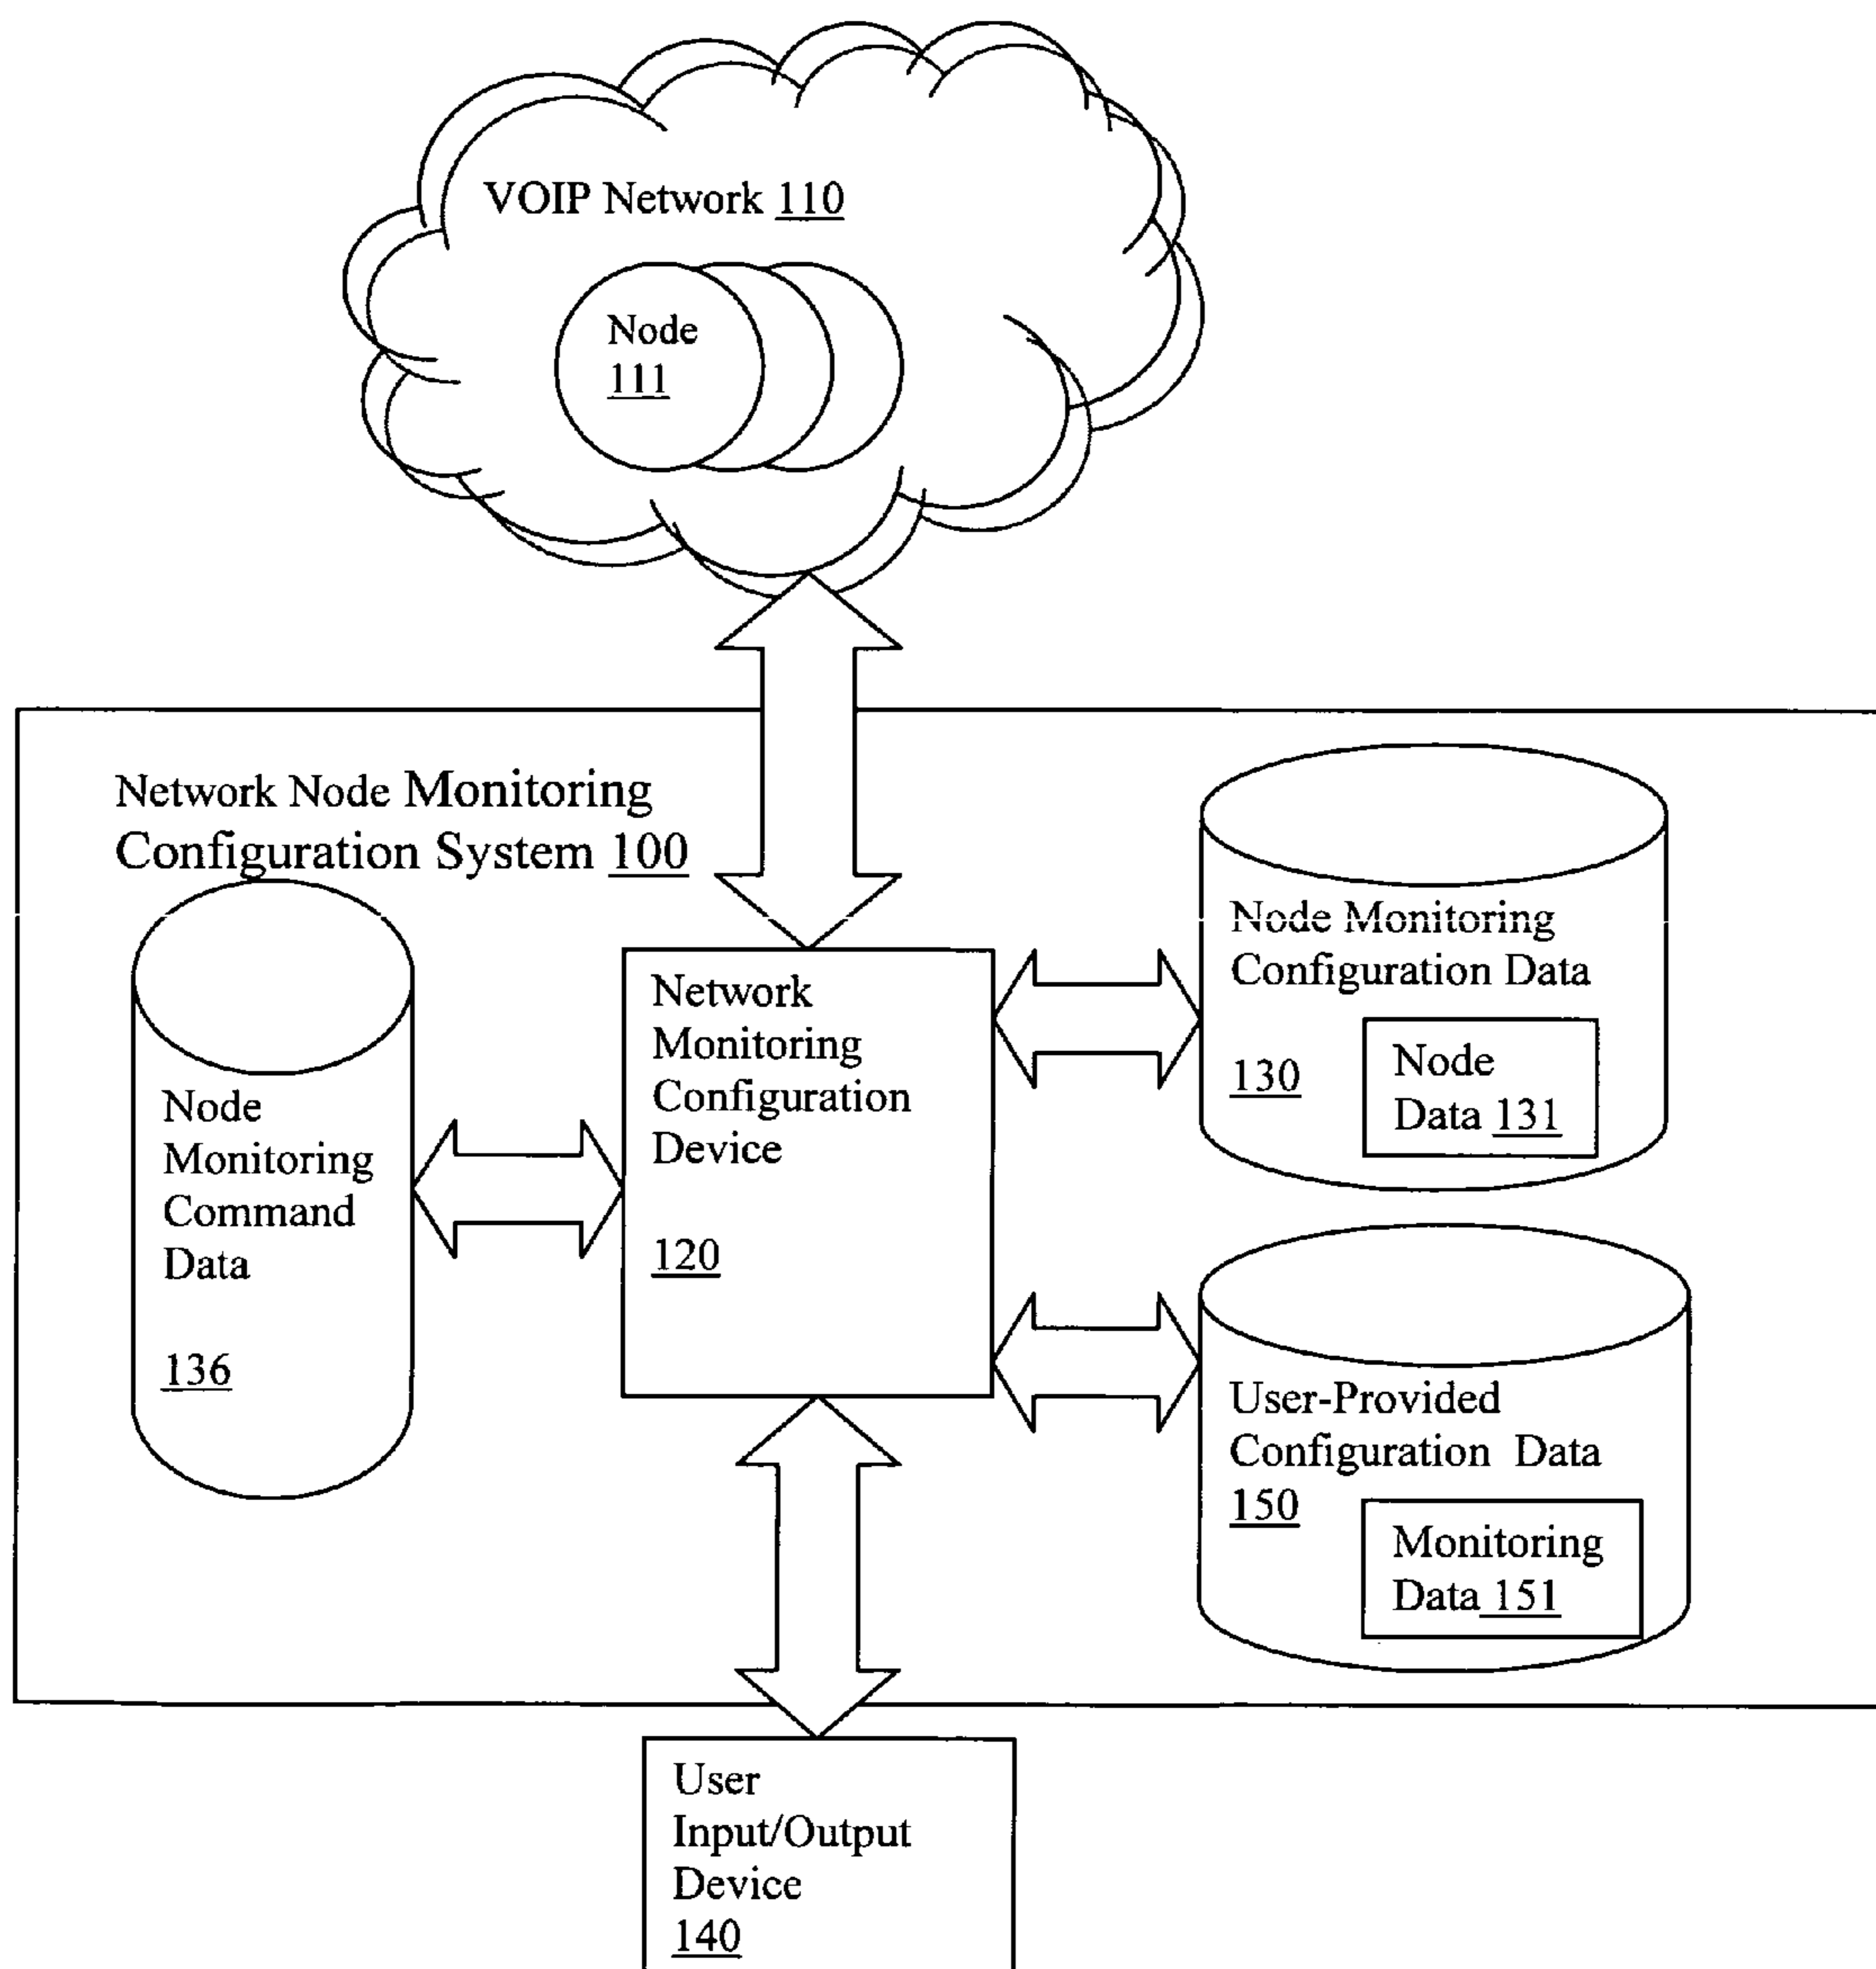 VOIP Network 110
Node
111
Network Node Monitoring
Configuration System 100
Node
Monitoring
Command
Data
136
Network
Monitoring
Configuration
Device
120
Node Monitoring
Configuration Data
130
Node
Data 131
User-Provided
Configuration Data
150
Monitoring
Data 151
User
Input/Output
Device
140